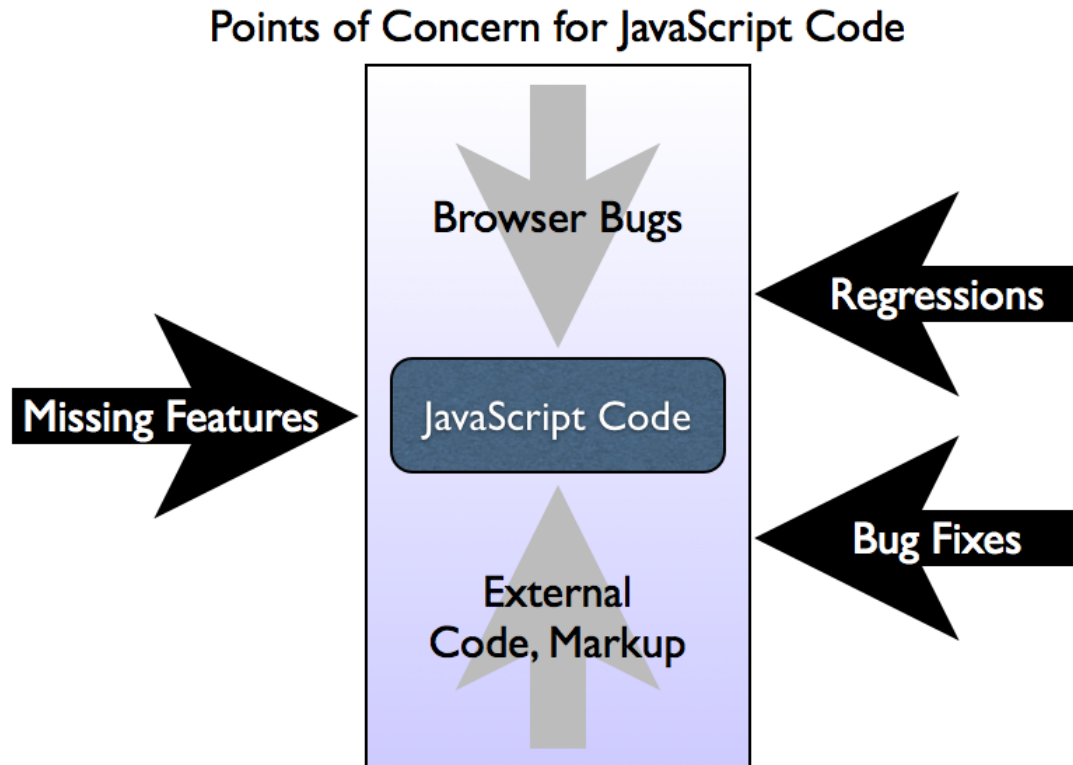 Points of Concern for JavaScript Code
Browser Bugs
Regressions
Missing Features
JavaScript Code
Bug Fixes
External
Code, Markup